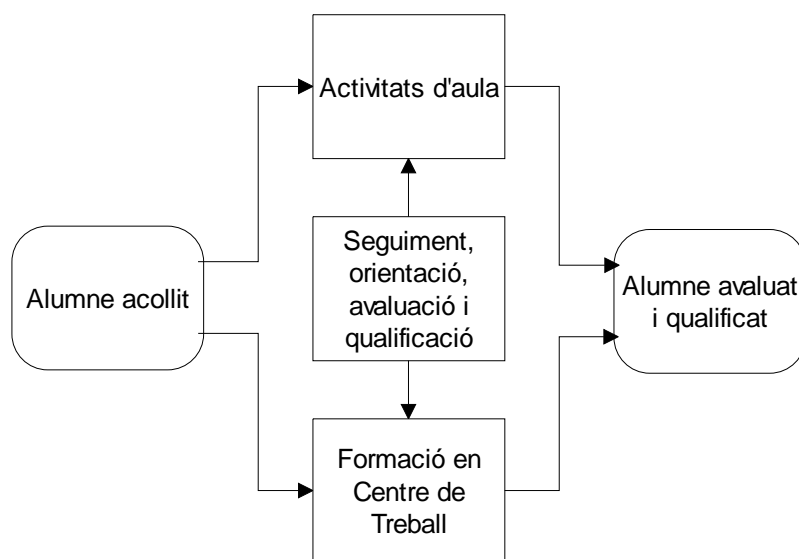 Activitats d'aula
Alumne acollit
Seguiment,
orientació,
avaluació i
qualificació
Alumne avaluat
i qualificat
Formació en
Centre de
Treball